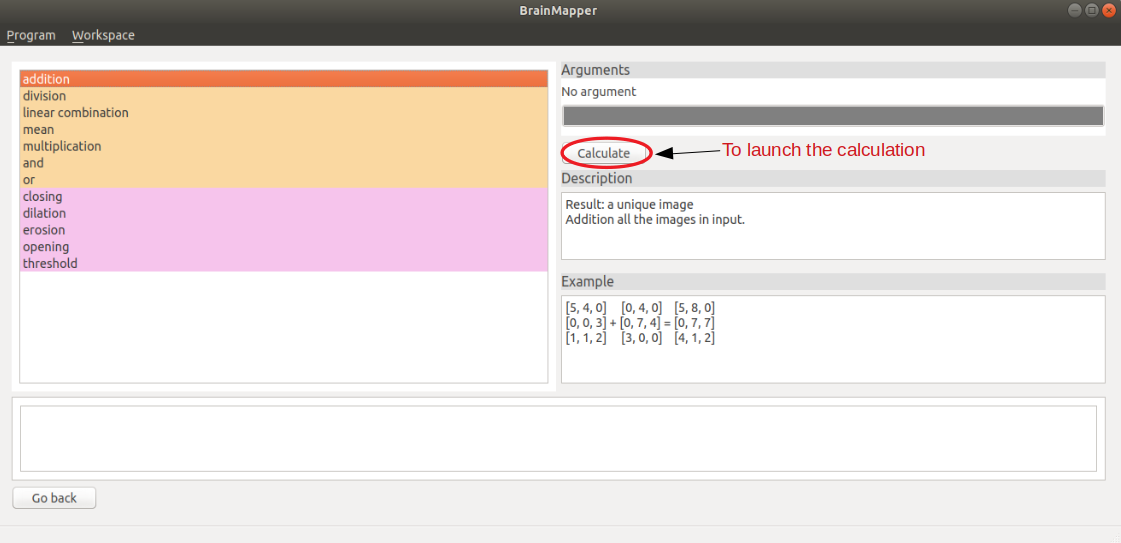 BrainMapper
Program Workspace
addition
division
linear combination
mean
multiplication
and
or
closing
dilation
erosion
opening
threshold
Arguments
No argument
Calculate
To launch the calculation
Description
Result: a unique image
Addition all the images in input.
Example
[5, 4, 0] [0, 4, 0] [5, 8, 0]
[0, 0, 3] + [0, 7, 4] = [0, 7, 7]
[1, 1, 2] [3, 0, 0] [4, 1, 2]
Go back